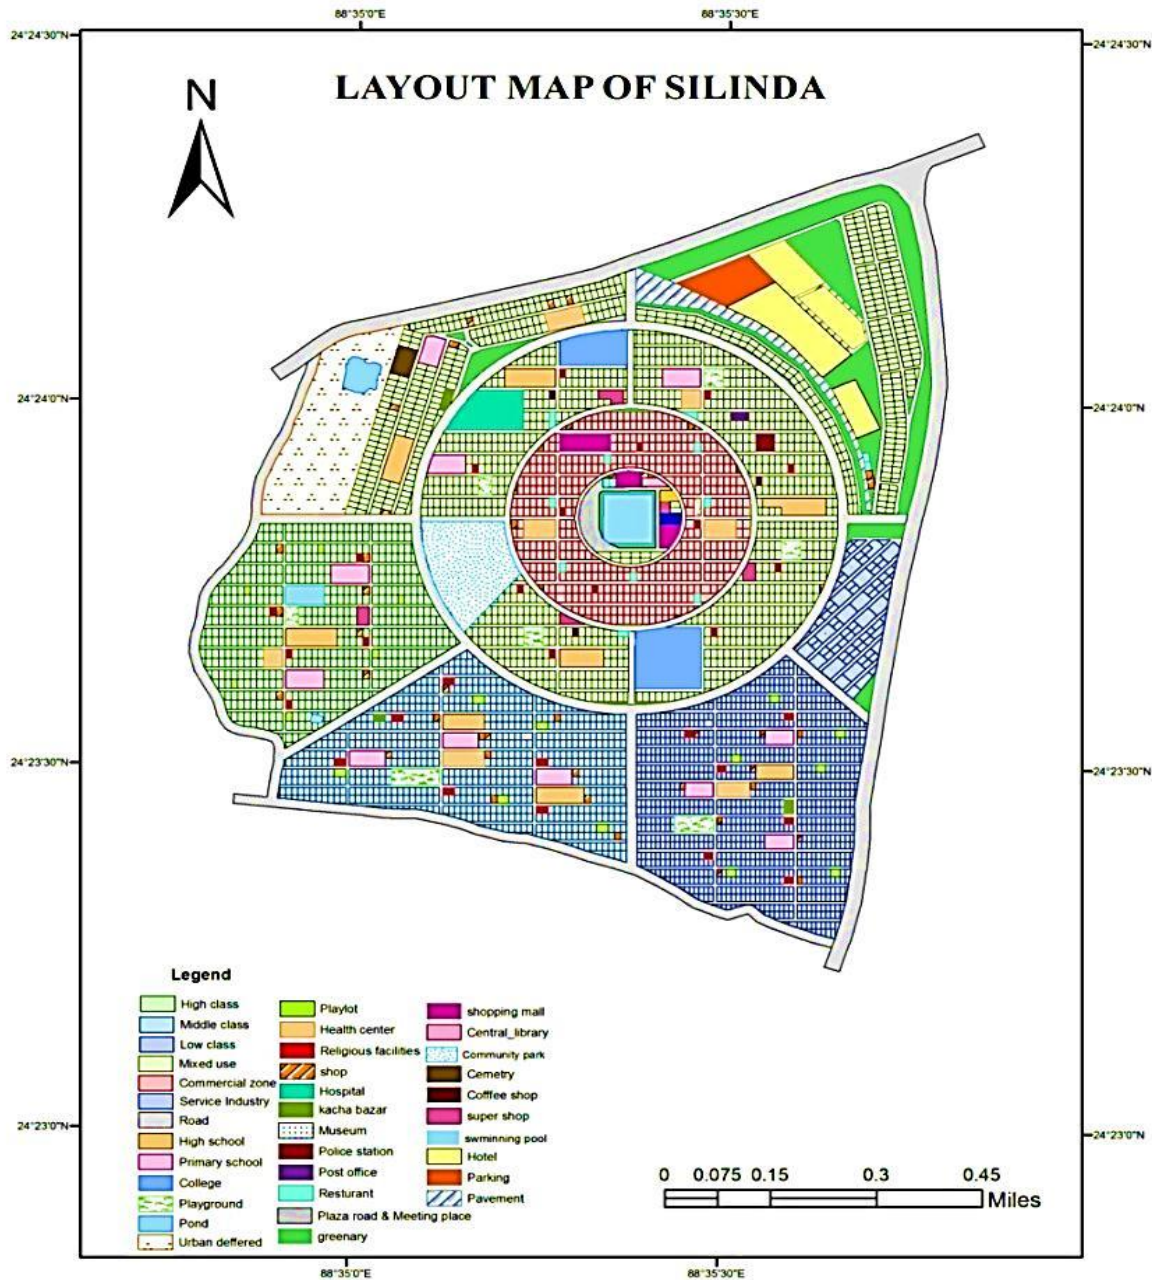 88°35'0"E
88°35'30"E
24°24'30"N
24°24'30"N
LAYOUT MAP OF SILINDA
N
24°24'0"N
24°24'0"N
24°23'30"N
24°23'30"N
24°23'0"N
24°23'0"N
Legend
High class
Middle class
Low class
Mixed use
Commercial zone
Service Industry
Road
High school
Primary school
College
Playground
Pond
Urban deffered
Playlot
Health center
Religious facilities
shop
Hospital
kacha bazar
Museum
Police station
Post office
Resturant
Plaza road & Meeting place
greenary
shopping mall
Central_library
Community park
Cemetry
Cofffee shop
super shop
swminning pool
Hotel
Parking
Pavement
0 0.075 0.15 0.3 0.45
Miles
88°35'0"E
88°35'30"E